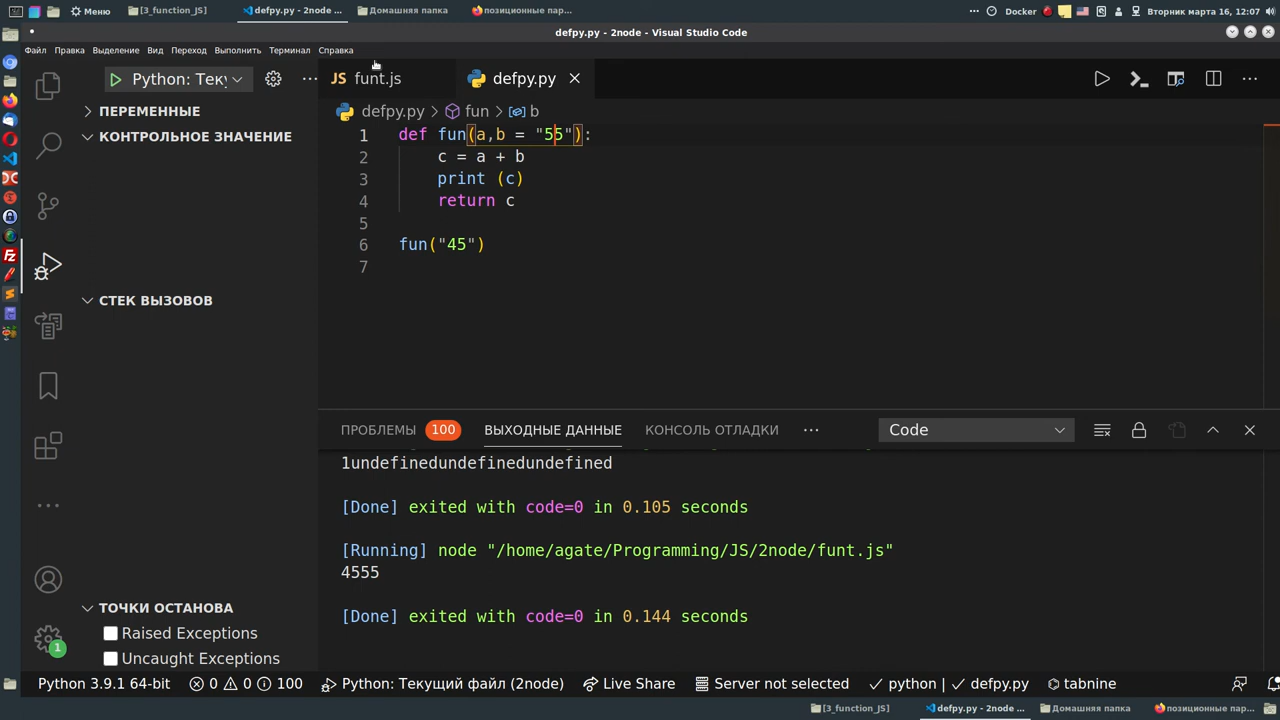 Меню
[3_function_JS]
defpy.py - 2node ...
Домашняя папка
позиционные пар...
Docker
Вторник марта 16, 12:07
defpy.py - 2node - Visual Studio Code
Файл Правка Выделение Вид Переход Выполнить Терминал Справка
Python: Теку
JS funt.js
defpy.py
ПЕРЕМЕННЫЕ
defpy.py > fun > b
КОНТРОЛЬНОЕ ЗНАЧЕНИЕ
1 def fun(a,b = "55"):
2 c = a + b
3 print (c)
4 return c
5
6 fun("45")
7
СТЕК ВЫЗОВОВ
ПРОБЛЕМЫ 100 ВЫХОДНЫЕ ДАННЫЕ КОНСОЛЬ ОТЛАДКИ ... Code
1undefinedundefinedundefined
[Done] exited with code=0 in 0.105 seconds
[Running] node "/home/agate/Programming/JS/2node/funt.js"
4555
[Done] exited with code=0 in 0.144 seconds
ТОЧКИ ОСТАНОВА
Raised Exceptions
Uncaught Exceptions
1
Python 3.9.1 64-bit 0 0 100 Python: Текущий файл (2node) Live Share Server not selected python | defpy.py tabnine
[3_function_JS]
defpy.py - 2node ...
Домашняя папка
позиционные пар...